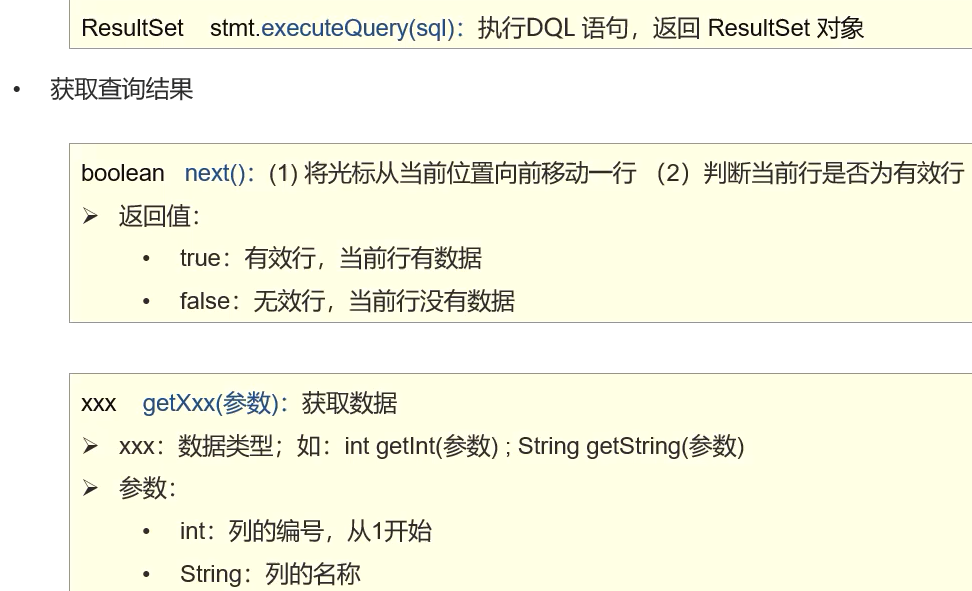 ResultSet stmt.executeQuery(sql)：执行DQL 语句，返回 ResultSet 对象
• 获取查询结果
boolean next()：(1) 将光标从当前位置向前移动一行 （2）判断当前行是否为有效行
➢ 返回值：
• true：有效行，当前行有数据
• false：无效行，当前行没有数据
xxx getXxx(参数)：获取数据
➢ xxx：数据类型；如：int getInt(参数) ; String getString(参数)
➢ 参数：
• int：列的编号，从1开始
• String：列的名称